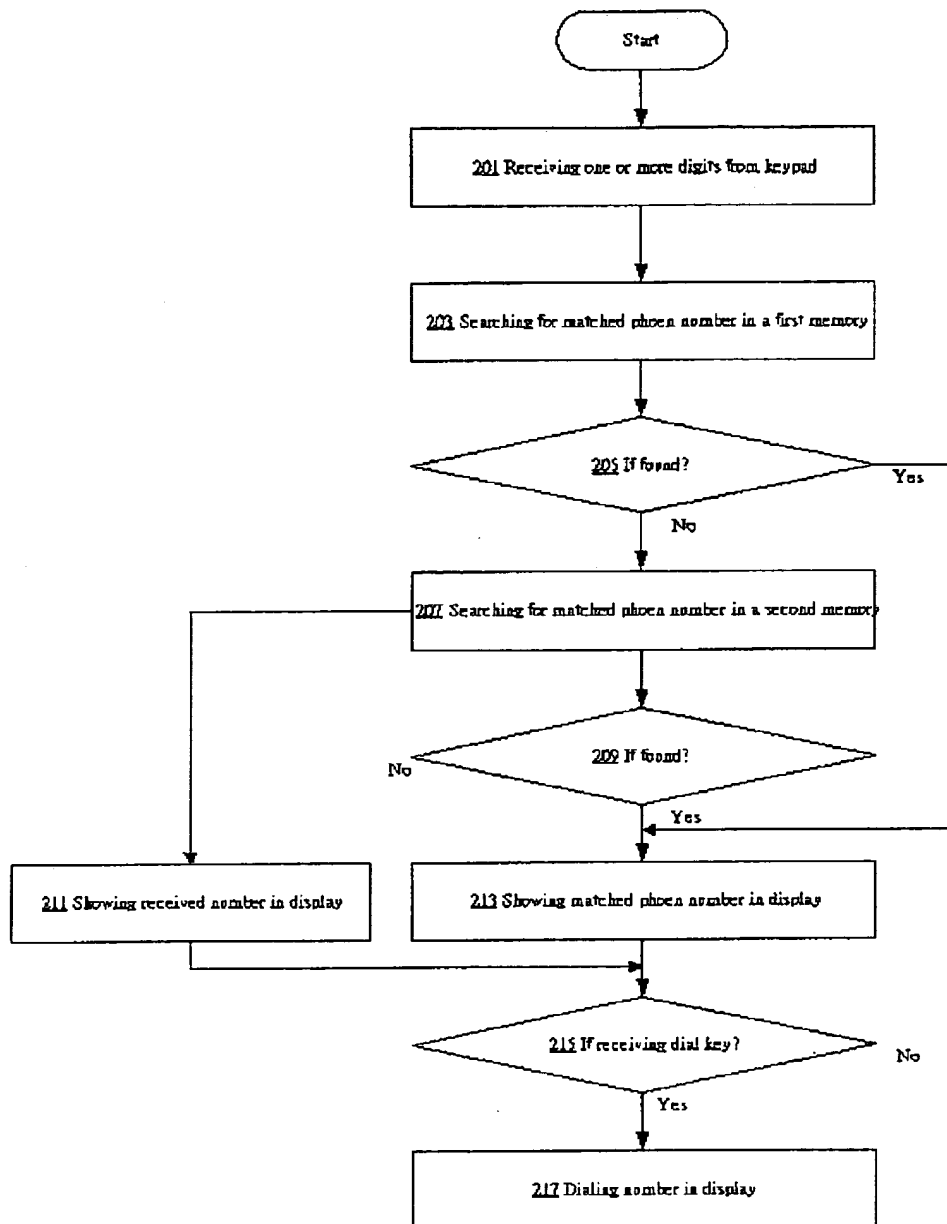 Start
201 Receiving one or more digits from keypad
203 Searching for matched phoen number in a first memory
205 If found?
Yes
No
207 Searching for matched phoen number in a second memory
209 If found?
No
Yes
211 Showing received number in display
213 Showing matched phoen number in display
215 If receiving dial key?
No
Yes
217 Dialing number in display